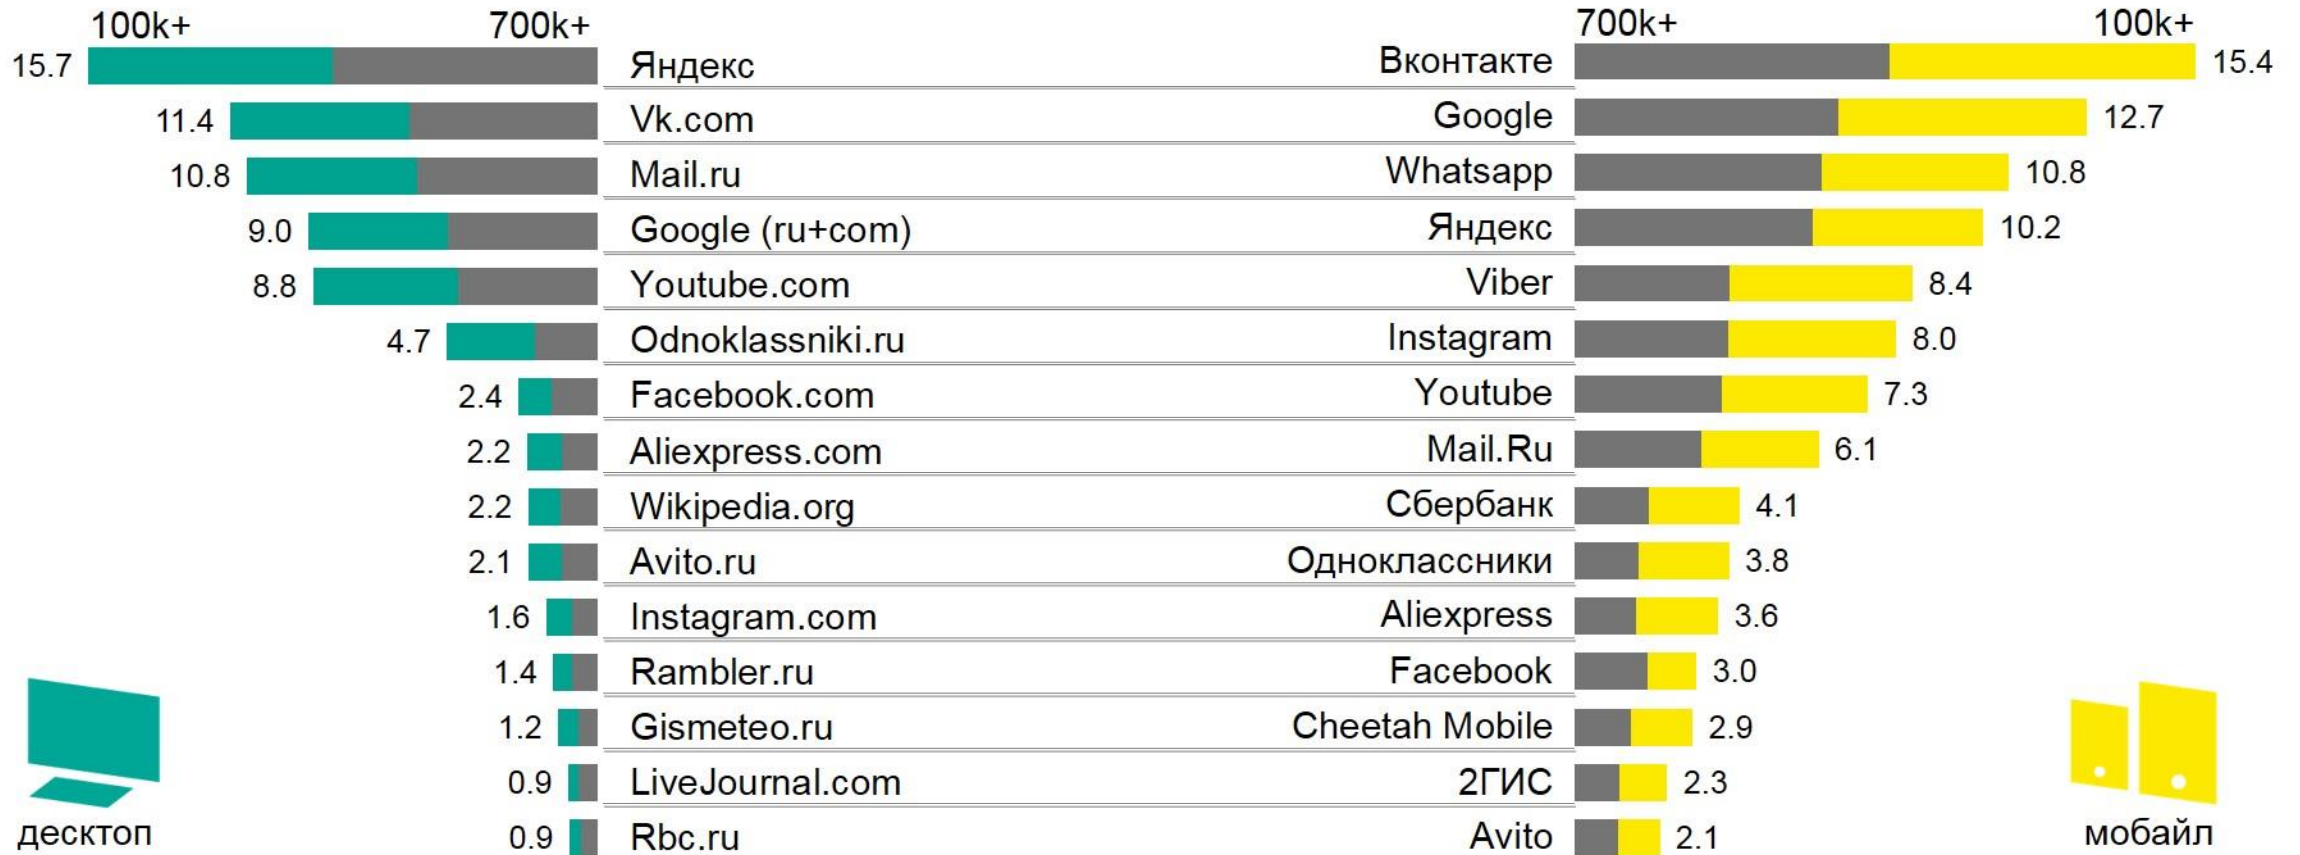 100k+ 700k+ 700k+ 100k+
15.7 Яндекс Вконтакте 15.4
11.4 Vk.com Google 12.7
10.8 Mail.ru Whatsapp 10.8
9.0 Google (ru+com) Яндекс 10.2
8.8 Youtube.com Viber 8.4
4.7 Odnoklassniki.ru Instagram 8.0
2.4 Facebook.com Youtube 7.3
2.2 Aliexpress.com Mail.Ru 6.1
2.2 Wikipedia.org Сбербанк 4.1
2.1 Avito.ru Одноклассники 3.8
1.6 Instagram.com Aliexpress 3.6
1.4 Rambler.ru Facebook 3.0
1.2 Gismeteo.ru Cheetah Mobile 2.9
0.9 LiveJournal.com 2ГИС 2.3
десктоп 0.9 Rbc.ru Avito 2.1 мобайл